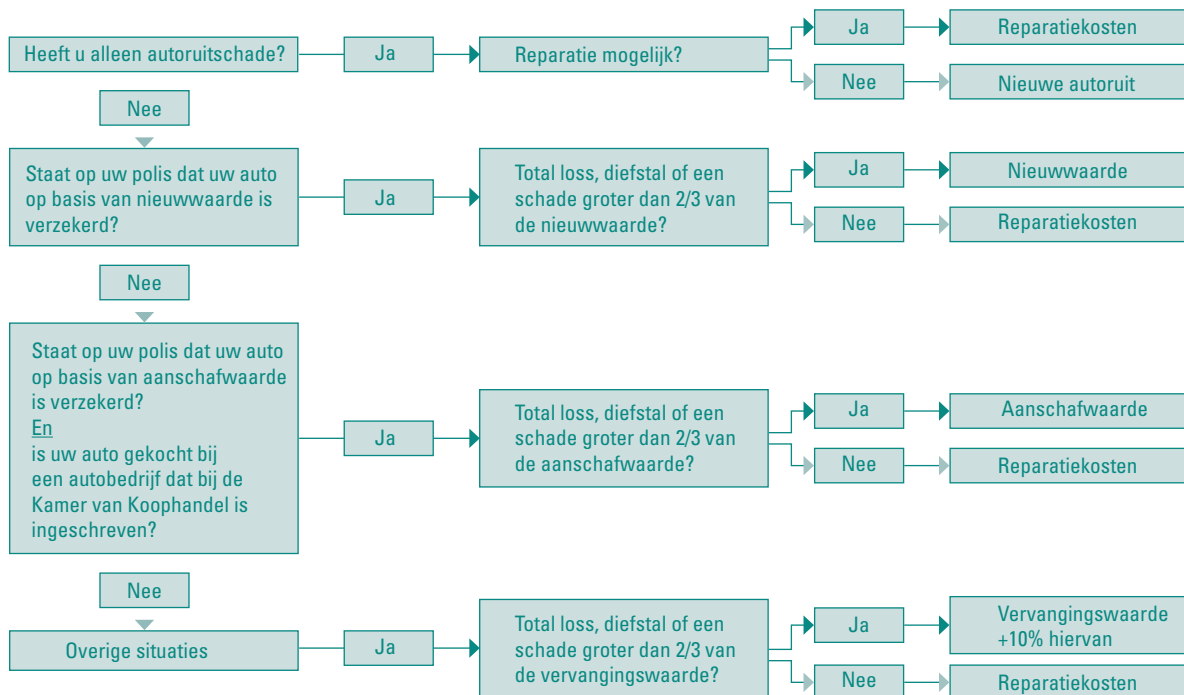 Heeft u alleen autoruitschade?
Ja
Reparatie mogelijk?
Ja
Reparatiekosten
Nee
Nieuwe autoruit
Nee
Staat op uw polis dat uw auto
op basis van nieuwwaarde is
verzekerd?
Ja
Total loss, diefstal of een
schade groter dan 2/3 van
de nieuwwaarde?
Ja
Nieuwwaarde
Nee
Reparatiekosten
Nee
Staat op uw polis dat uw auto
op basis van aanschafwaarde
is verzekerd?
En
is uw auto gekocht bij
een autobedrijf dat bij de
Kamer van Koophandel is
ingeschreven?
Ja
Total loss, diefstal of een
schade groter dan 2/3 van
de aanschafwaarde?
Ja
Aanschafwaarde
Nee
Reparatiekosten
Nee
Overige situaties
Ja
Total loss, diefstal of een
schade groter dan 2/3 van
de vervangingswaarde?
Ja
Vervangingswaarde
+10% hiervan
Nee
Reparatiekosten